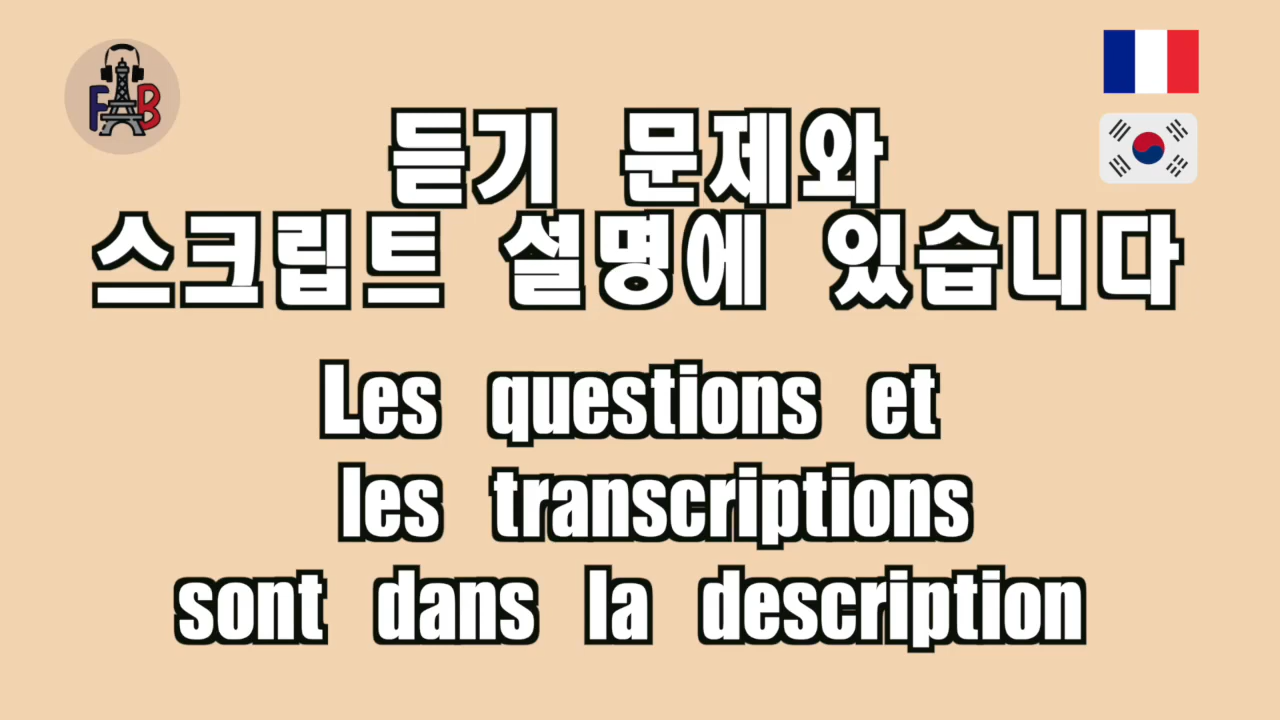 FB
듣기 문제와
스크립트 설명에 있습니다
Les questions et
les transcriptions
sont dans la description